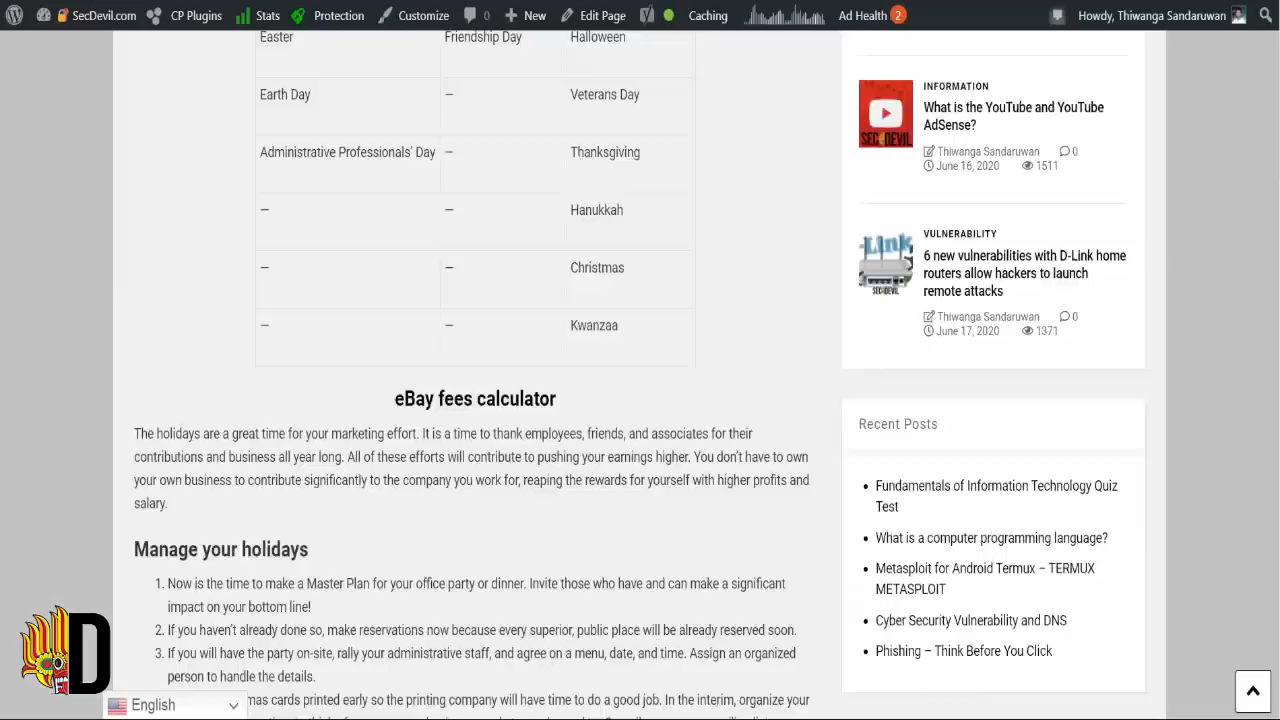 SecDevil CP Plugins Stats Protection Customize 0 New Edit Page Caching Ad Health 2 Howdy, Thiwanga Sandaruwan
Easter Friendship Day Halloween
Earth Day – Veterans Day
Administrative Professionals' Day – Thanksgiving
– – Hanukkah
– – Christmas
– – Kwanzaa
eBay fees calculator
The holidays are a great time for your marketing effort. It is a time to thank employees, friends, and associates for their
contributions and business all year long. All of these efforts will contribute to pushing your earnings higher. You don't have to own
your own business to contribute significantly to the company you work for, reaping the rewards for yourself with higher profits and
salary.
Manage your holidays
1. Now is the time to make a Master Plan for your office party or dinner. Invite those who have and can make a significant
impact on your bottom line!
2. If you haven't already done so, make reservations now because every superior, public place will be already reserved soon.
3. If you will have the party on-site, rally your administrative staff, and agree on a menu, date, and time. Assign an organized
person to handle the details.
mas cards printed early so the printing company will have time to do a good job. In the interim, organize your
D
English
INFORMATION
What is the YouTube and YouTube
AdSense?
Thiwanga Sandaruwan 0
June 16, 2020 1511
SEC DEVIL
VULNERABILITY
6 new vulnerabilities with D-Link home
routers allow hackers to launch
remote attacks
Thiwanga Sandaruwan 0
June 17, 2020 1371
-Link
SEC DEVIL
Recent Posts
Fundamentals of Information Technology Quiz
Test
What is a computer programming language?
Metasploit for Android Termux – TERMUX
METASPLOIT
Cyber Security Vulnerability and DNS
Phishing – Think Before You Click